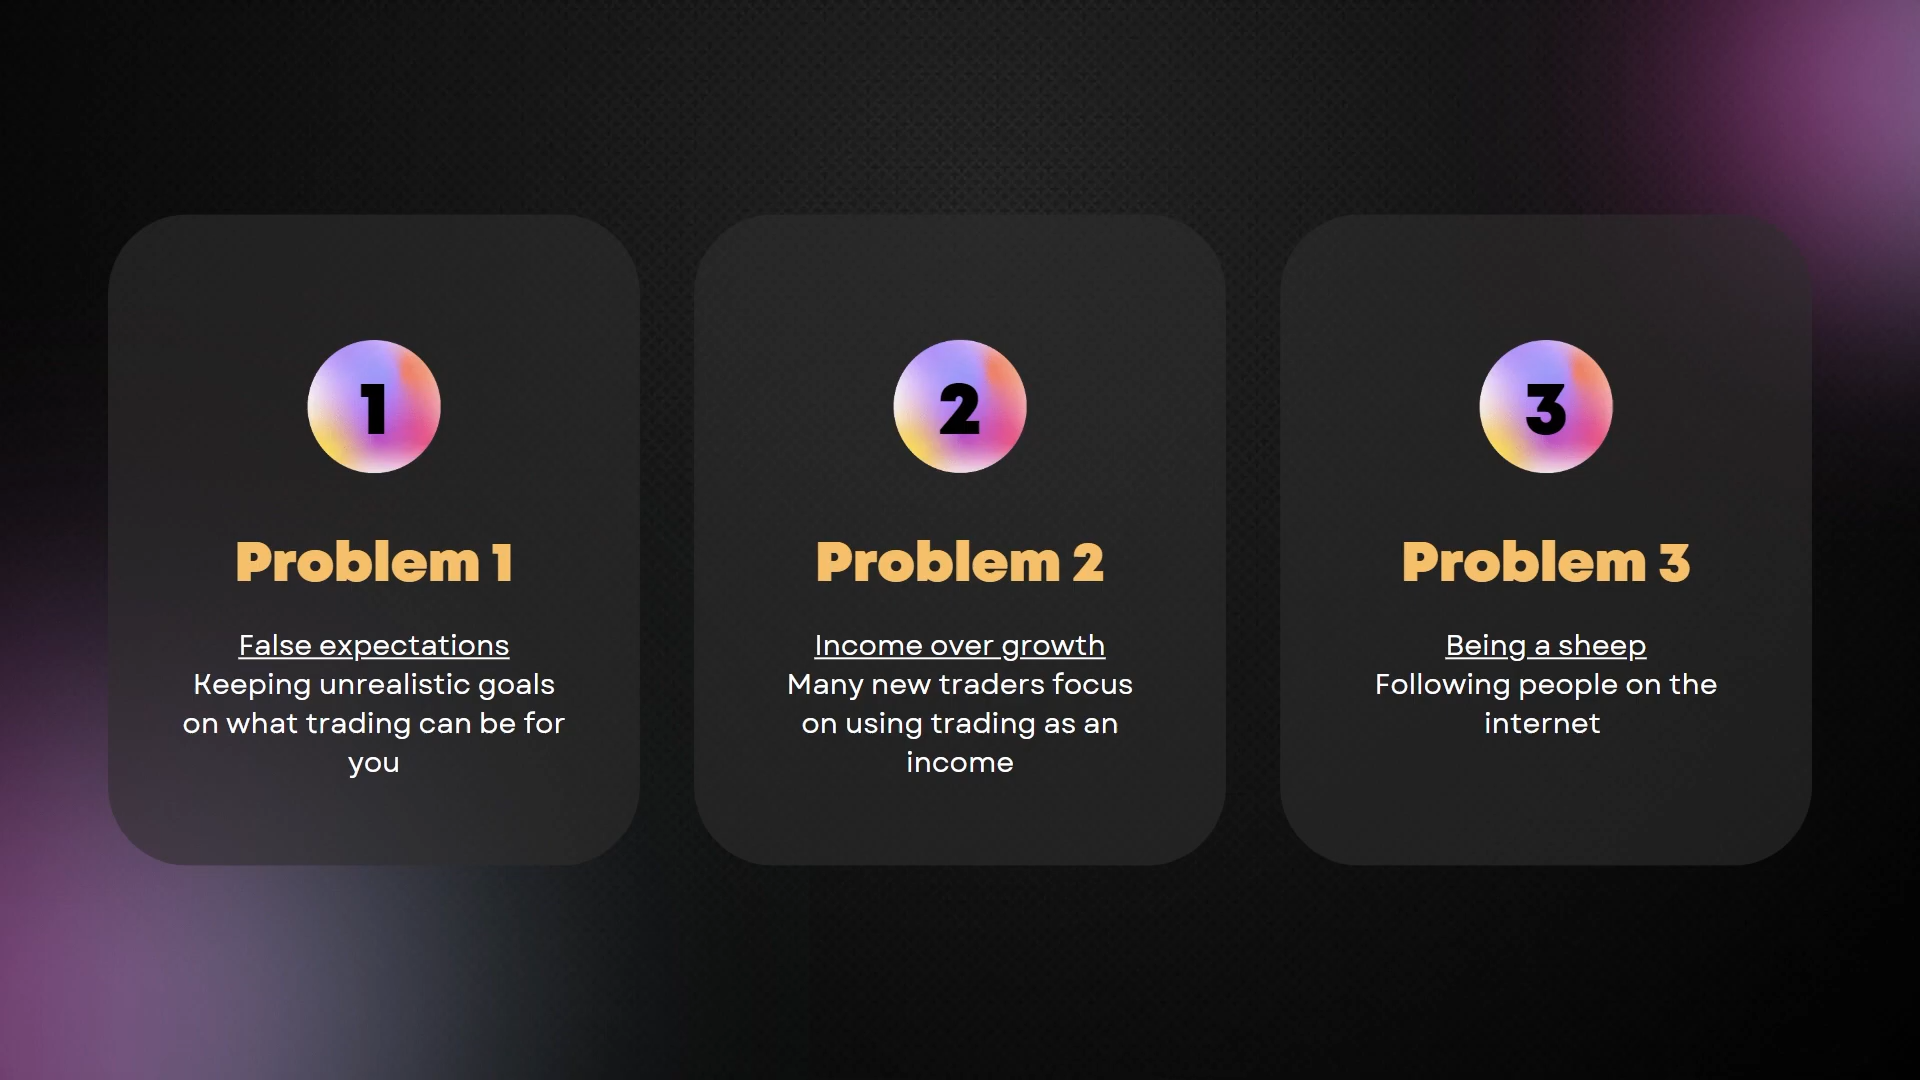 1
Problem 1
False expectations
Keeping unrealistic goals
on what trading can be for
you
2
Problem 2
Income over growth
Many new traders focus
on using trading as an
income
3
Problem 3
Being a sheep
Following people on the
internet